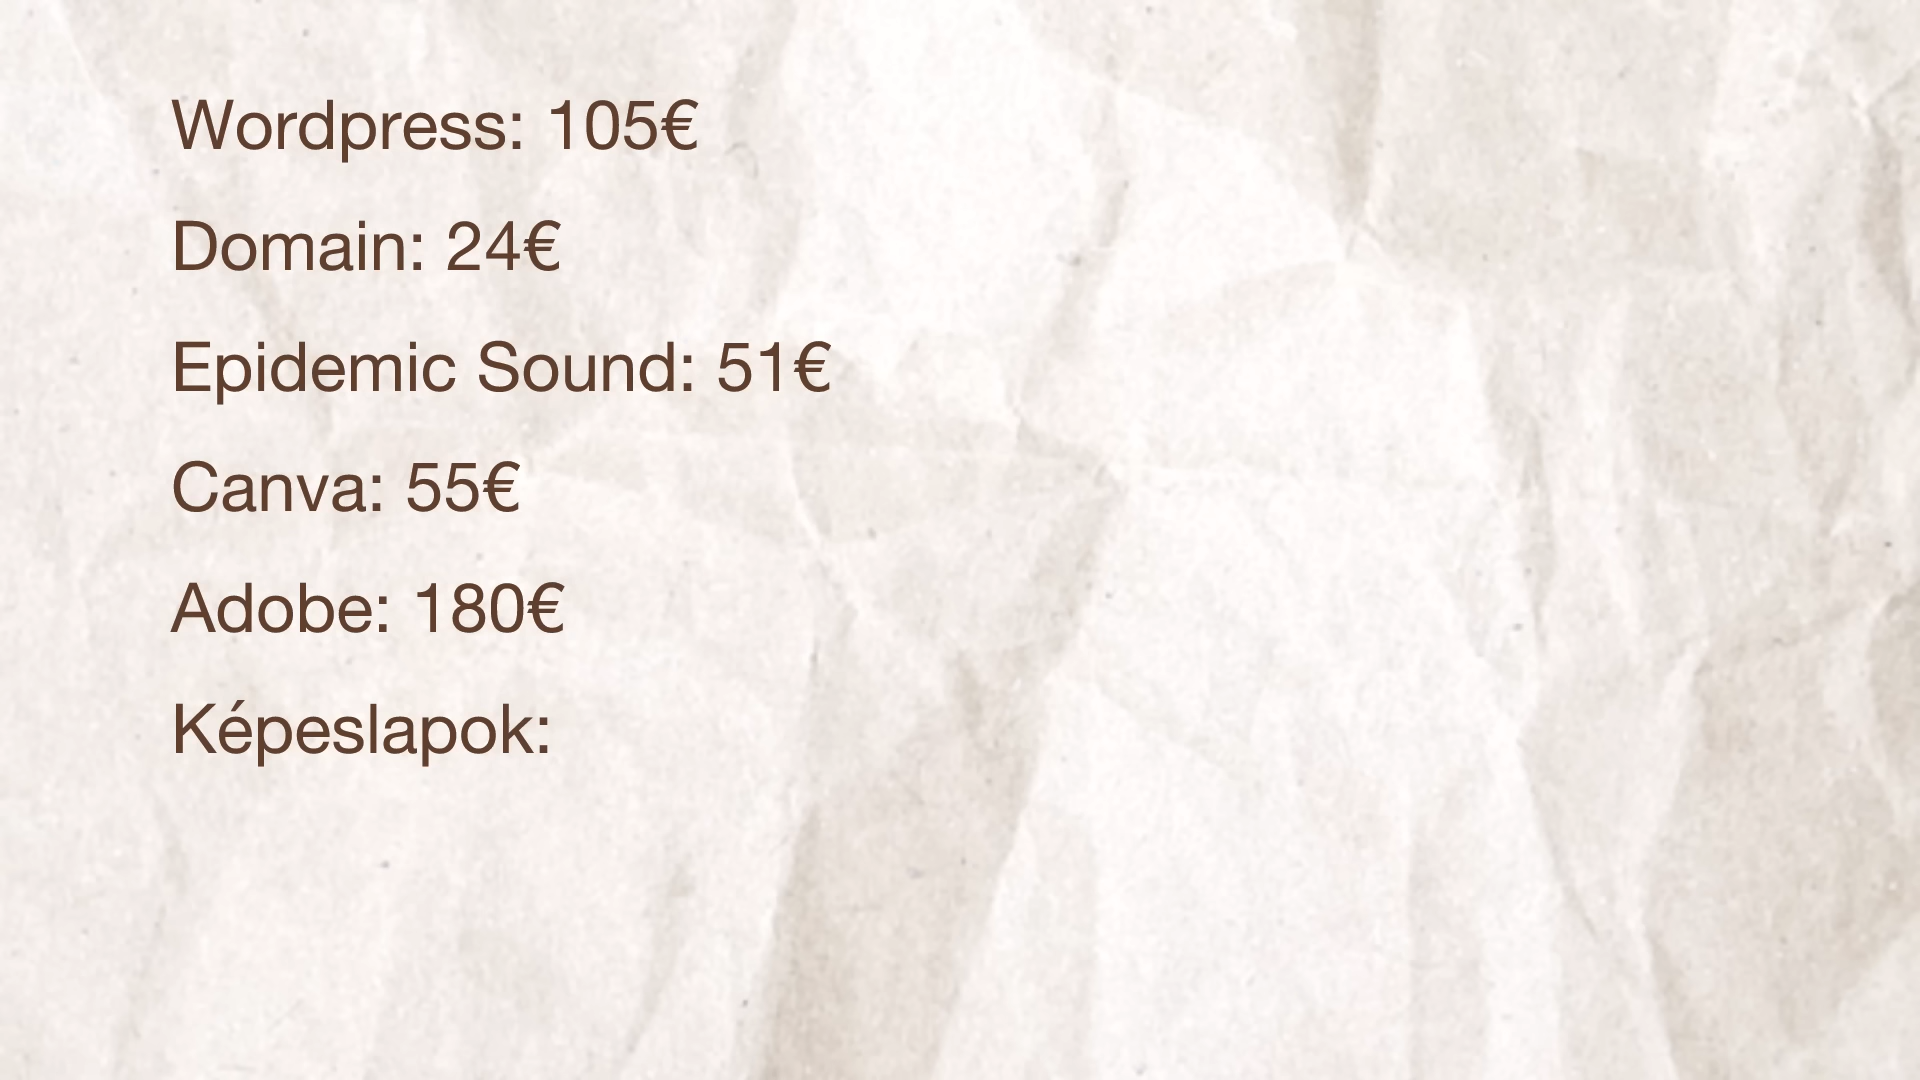 Wordpress: 105€
Domain: 24€
Epidemic Sound: 51€
Canva: 55€
Adobe: 180€
Képeslapok: